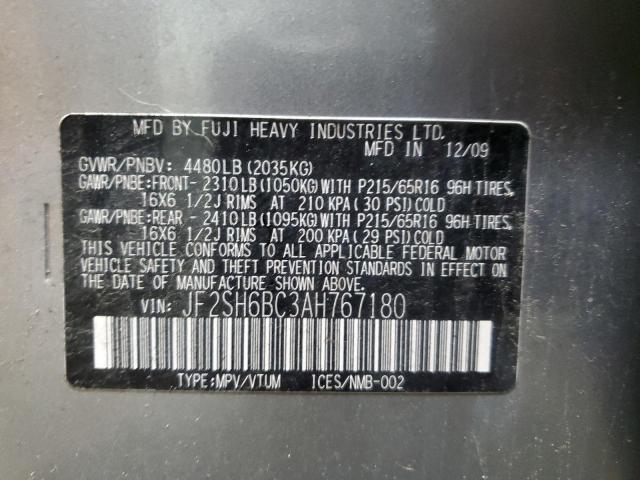 MFD BY FUJI HEAVY INDUSTRIES LTD.
MFD IN 12/09
GVWR/PNBV: 4480LB (2035KG)
GAWR/PNBE:FRONT- 2310LB(1050KG)WITH P215/65R16 96H TIRES,
16X6 1/2J RIMS AT 210 KPA(30 PSI)COLD
GAWR/PNBE:REAR - 2410LB(1095KG)WITH P215/65R16 96H TIRES,
16X6 1/2J RIMS AT 200 KPA(29 PSI)COLD
THIS VEHICLE CONFORMS TO ALL APPLICABLE FEDERAL MOTOR
VEHICLE SAFETY AND THEFT PREVENTION STANDARDS IN EFFECT
ON THE DATE OF MANUFACTURE SHOWN ABOVE.
VIN: JF2SH6BC3AH767180
TYPE:MPV/VTUM ICES/NMB-002